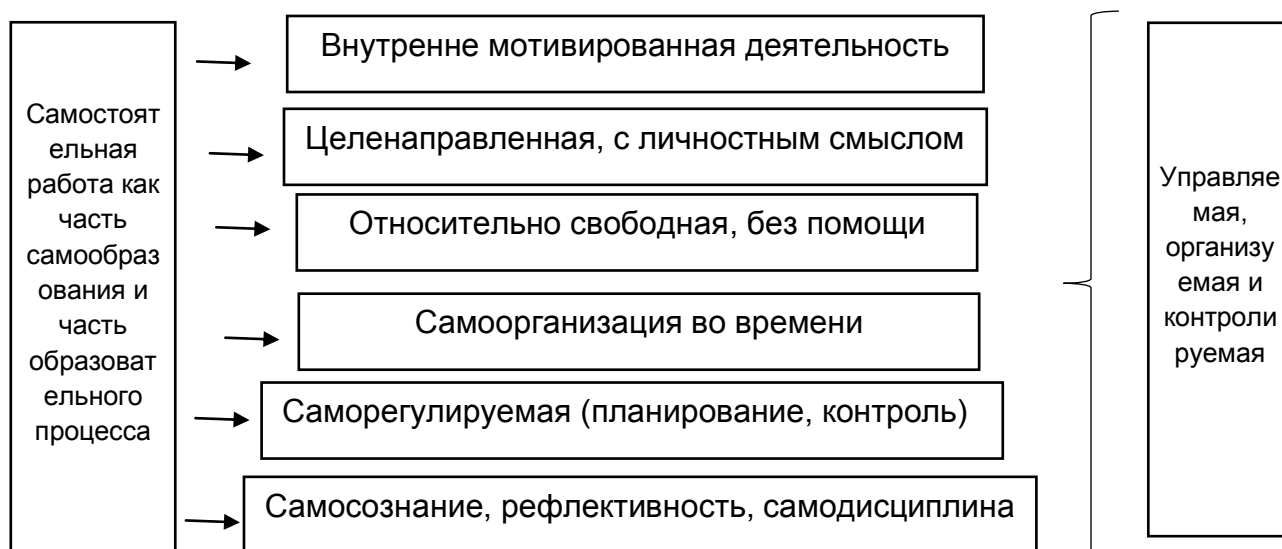 Самостоят
ельная
работа как
часть
самообраз
ования и
часть
образоват
ельного
процесса
Внутренне мотивированная деятельность
Целенаправленная, с личностным смыслом
Относительно свободная, без помощи
Самоорганизация во времени
Саморегулируемая (планирование, контроль)
Самосознание, рефлективность, самодисциплина
Управляе
мая,
организу
емая и
контроли
руемая